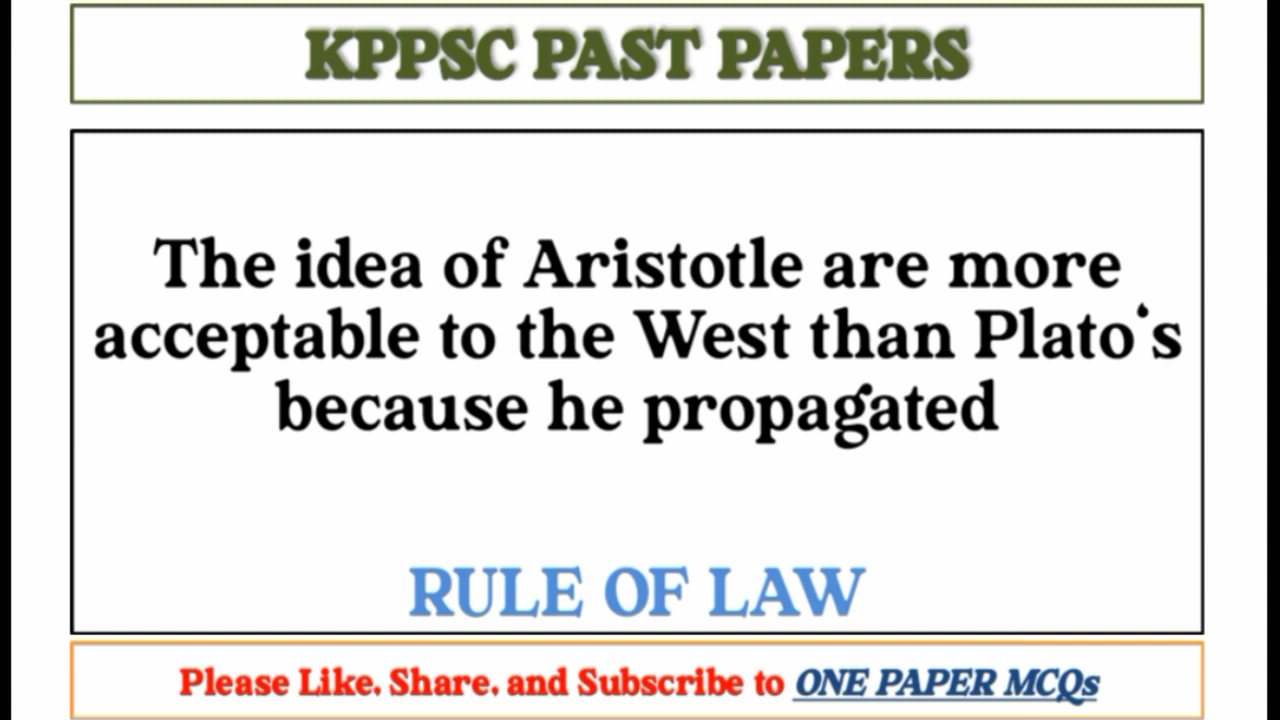 KPPSC PAST PAPERS
The idea of Aristotle are more
acceptable to the West than Plato‘s
because he propagated
RULE OF LAW
Please Like. Share. and Subscribe to ONE PAPER MCQs